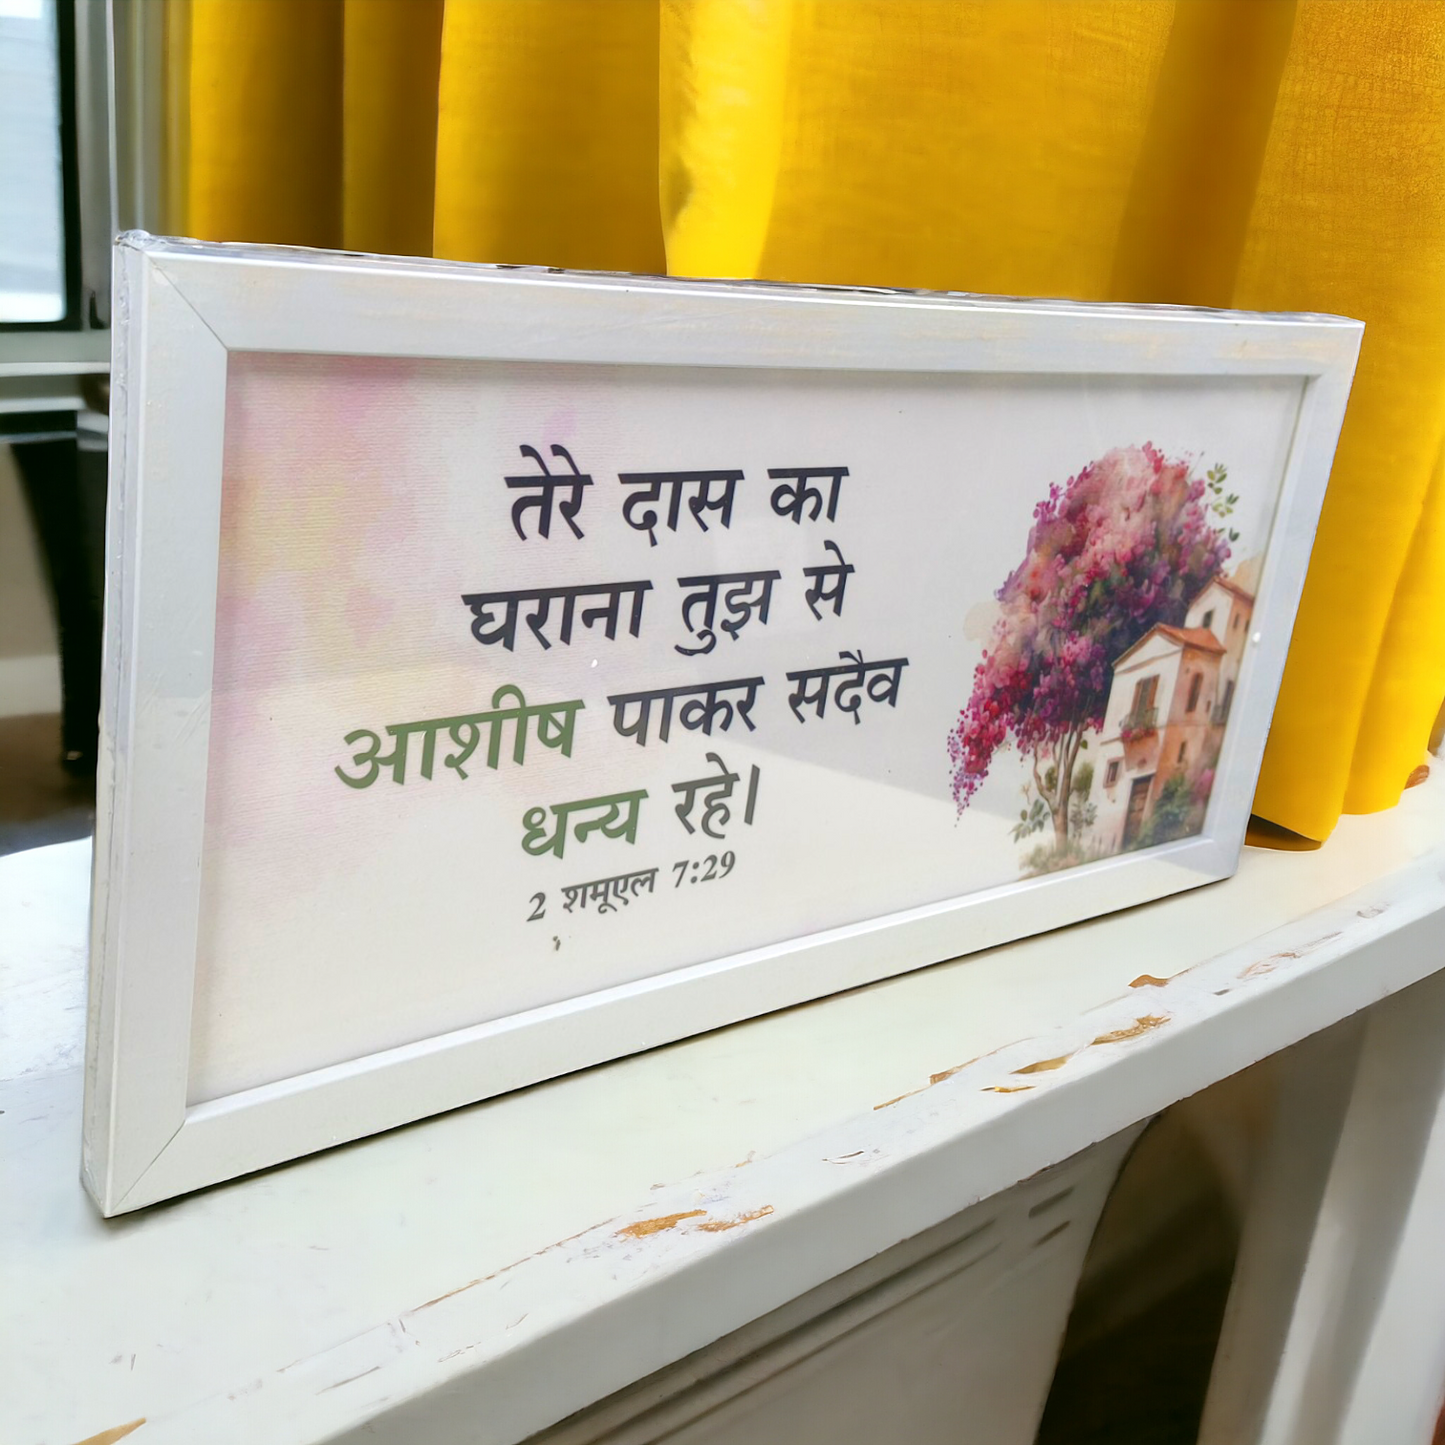 तेरे दास का
घराना तुझ से
आशीष पाकर सदैव
धन्य रहे।
2 शमूएल 7:29